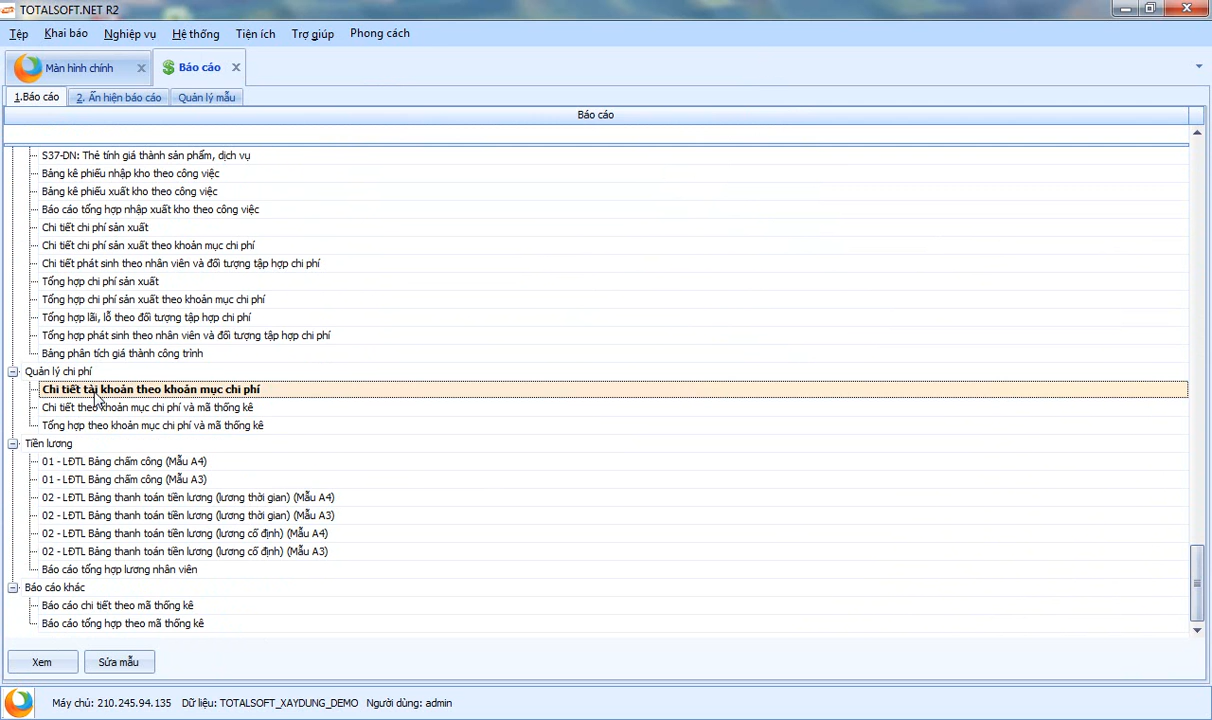 TOTALSOFT.NET R2
Tệp Khai báo Nghiệp vụ Hệ thống Tiện ích Trợ giúp Phong cách
Màn hình chính Báo cáo
1.Báo cáo 2. Ẩn hiện báo cáo Quản lý mẫu
Báo cáo
S37-DN: Thẻ tính giá thành sản phẩm, dịch vụ
Bảng kê phiếu nhập kho theo công việc
Bảng kê phiếu xuất kho theo công việc
Báo cáo tổng hợp nhập xuất kho theo công việc
Chi tiết chi phí sản xuất
Chi tiết chi phí sản xuất theo khoản mục chi phí
Chi tiết phát sinh theo nhân viên và đối tượng tập hợp chi phí
Tổng hợp chi phí sản xuất
Tổng hợp chi phí sản xuất theo khoản mục chi phí
Tổng hợp lãi, lỗ theo đối tượng tập hợp chi phí
Tổng hợp phát sinh theo nhân viên và đối tượng tập hợp chi phí
Bảng phân tích giá thành công trình
Quản lý chi phí
Chi tiết tài khoản theo khoản mục chi phí
Chi tiết theo khoản mục chi phí và mã thống kê
Tổng hợp theo khoản mục chi phí và mã thống kê
Tiền lương
01 - LĐTL Bảng chấm công (Mẫu A4)
01 - LĐTL Bảng chấm công (Mẫu A3)
02 - LĐTL Bảng thanh toán tiền lương (lương thời gian) (Mẫu A4)
02 - LĐTL Bảng thanh toán tiền lương (lương thời gian) (Mẫu A3)
02 - LĐTL Bảng thanh toán tiền lương (lương cố định) (Mẫu A4)
02 - LĐTL Bảng thanh toán tiền lương (lương cố định) (Mẫu A3)
Báo cáo tổng hợp lương nhân viên
Báo cáo khác
Báo cáo chi tiết theo mã thống kê
Báo cáo tổng hợp theo mã thống kê
Xem Sửa mẫu
Máy chủ: 210.245.94.135 Dữ liệu: TOTALSOFT_XAYDUNG_DEMO Người dùng: admin